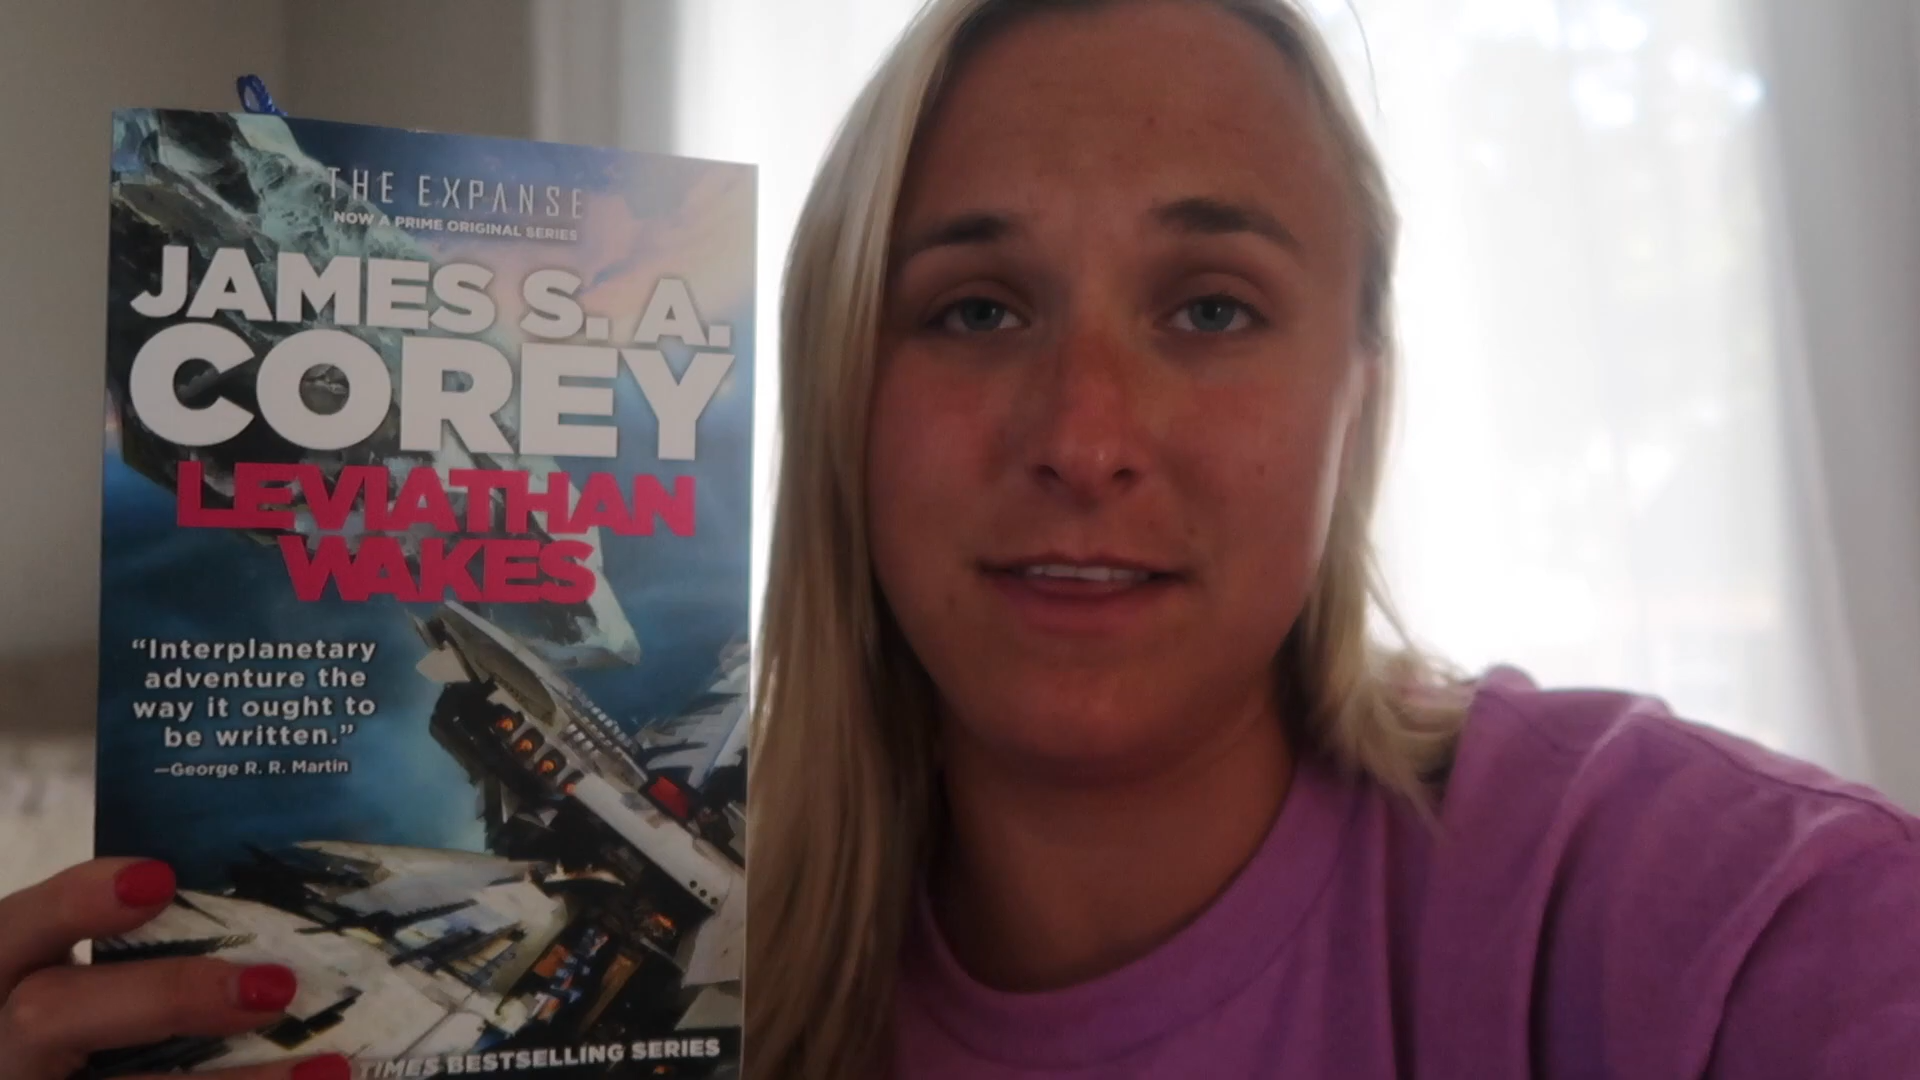 THE EXPANSE
NOW A PRIME ORIGINAL SERIES
JAMES S. A.
COREY
LEVIATHAN
WAKES
“Interplanetary
adventure the
way it ought to
be written.”
—George R. R. Martin
TIMES BESTSELLING SERIES